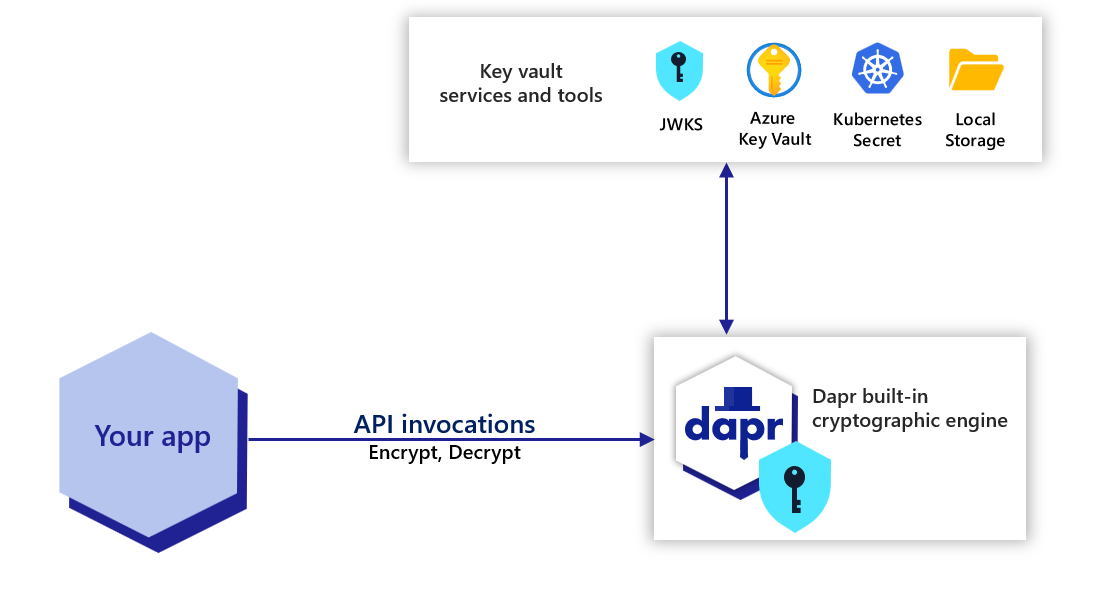 Key vault
services and tools
JWKS
Azure
Key Vault
Kubernetes
Secret
Local
Storage
Your app
API invocations
Encrypt, Decrypt
dapr
Dapr built-in
cryptographic engine